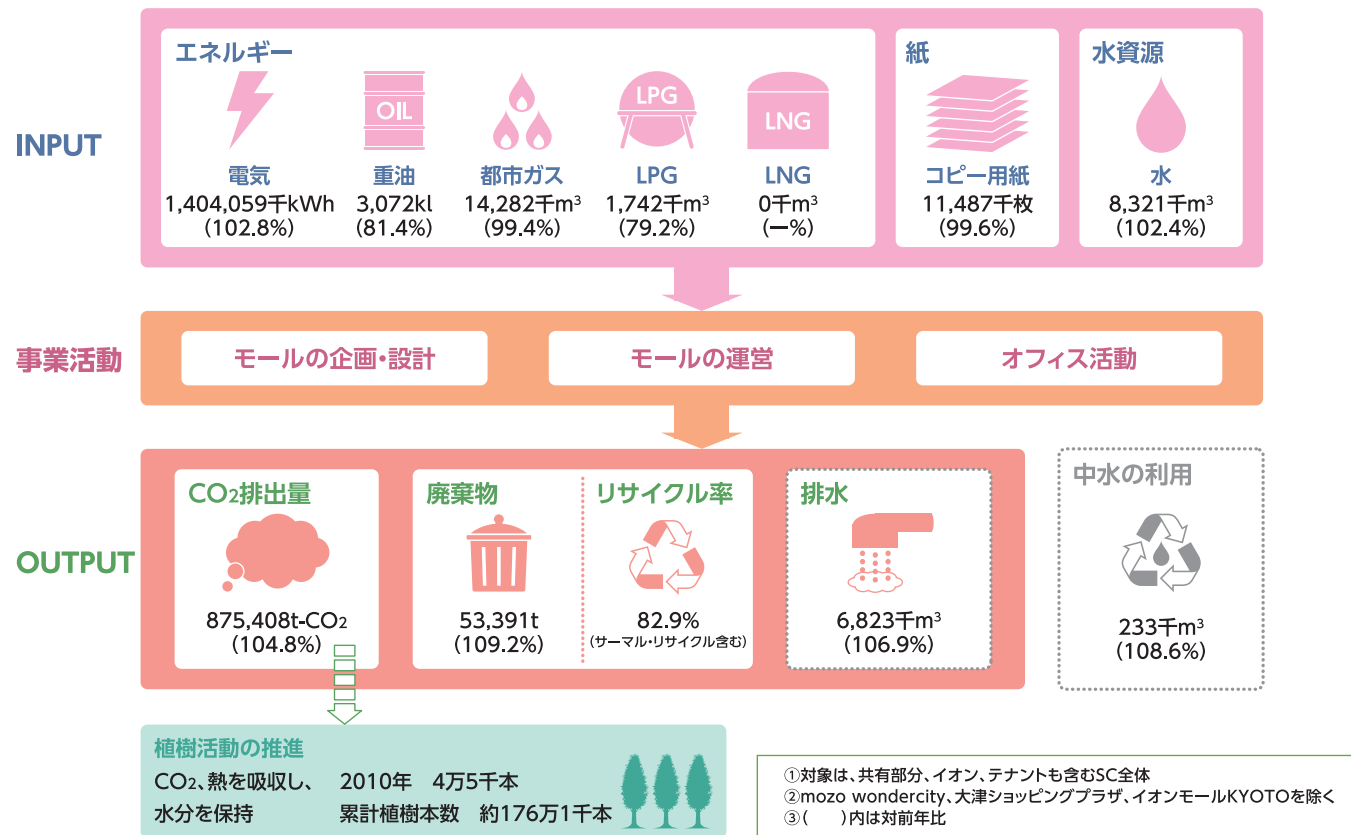 INPUT
エネルギー
OIL
LPG
LNG
電気
1,404,059千kWh
(102.8%)
重油
3,072kl
(81.4%)
都市ガス
14,282千m³
(99.4%)
LPG
1,742千m³
(79.2%)
LNG
0千m³
(ー%)
紙
コピー用紙
11,487千枚
(99.6%)
水資源
水
8,321千m³
(102.4%)
事業活動
モールの企画・設計
モールの運営
オフィス活動
OUTPUT
CO₂排出量
875,408t-CO₂
(104.8%)
廃棄物
53,391t
(109.2%)
リサイクル率
82.9%
(サーマル・リサイクル含む)
排水
6,823千m³
(106.9%)
中水の利用
233千m³
(108.6%)
植樹活動の推進
CO₂、熱を吸収し、
水分を保持
2010年 4万5千本
累計植樹本数 約176万1千本
①対象は、共有部分、イオン、テナントも含むSC全体
②mozo wondercity、大津ショッピングプラザ、イオンモールKYOTOを除く
③( )内は対前年比